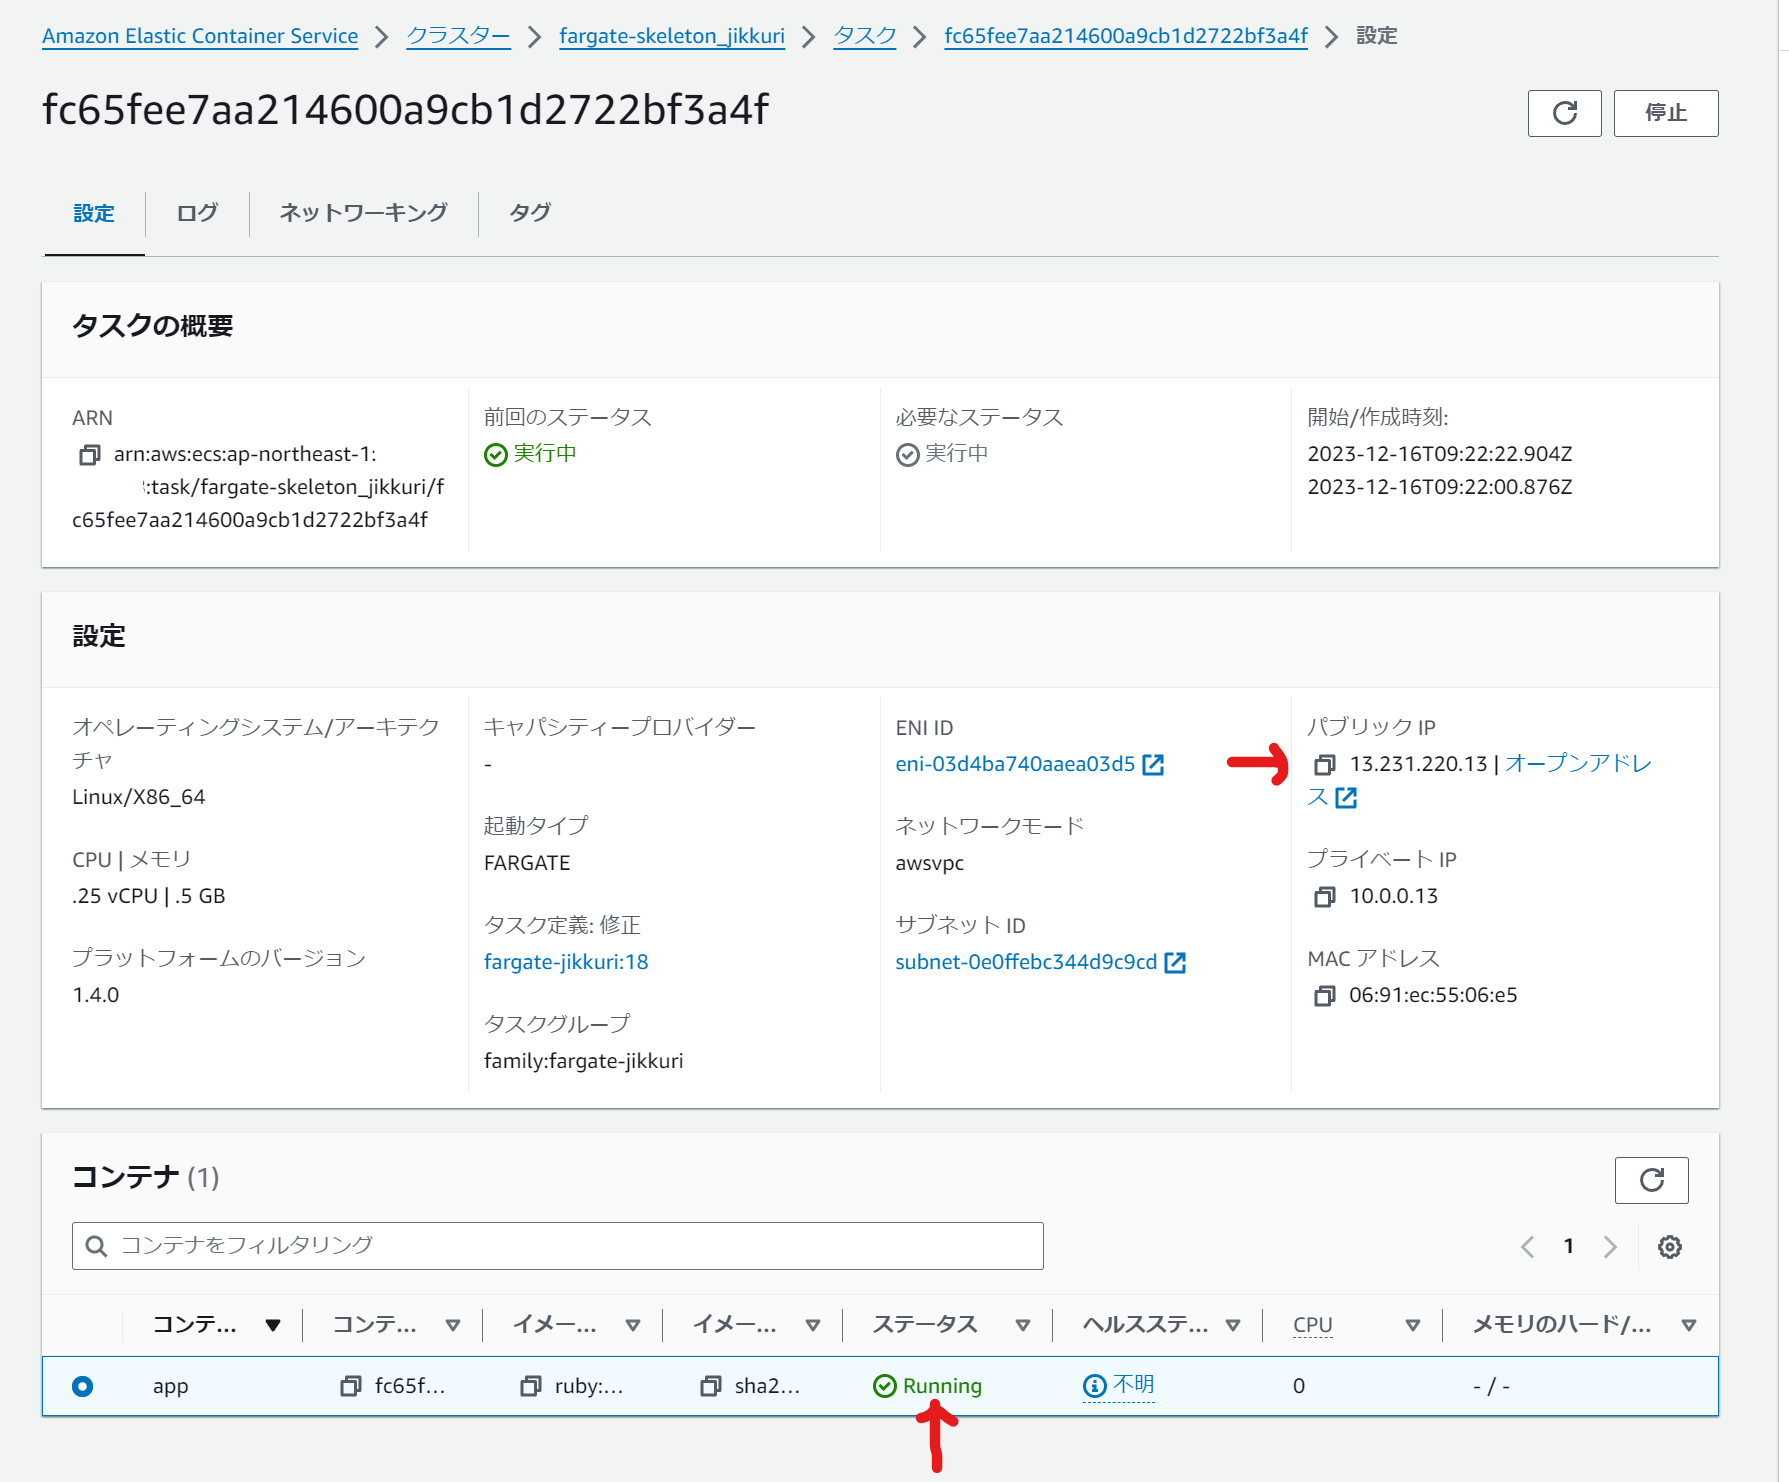 Amazon Elastic Container Service > クラスター > fargate-skeleton_jikkuri > タスク > fc65fee7aa214600a9cb1d2722bf3a4f > 設定
fc65fee7aa214600a9cb1d2722bf3a4f
停止
設定
ログ
ネットワーキング
タグ
タスクの概要
ARN
arn:aws:ecs:ap-northeast-1:
:task/fargate-skeleton_jikkuri/f
c65fee7aa214600a9cb1d2722bf3a4f
前回のステータス
実行中
必要なステータス
実行中
開始/作成時刻:
2023-12-16T09:22:22.904Z
2023-12-16T09:22:00.876Z
設定
オペレーティングシステム/アーキテク
チャ
Linux/X86_64
CPU | メモリ
.25 vCPU | .5 GB
プラットフォームのバージョン
1.4.0
キャパシティープロバイダー
-
起動タイプ
FARGATE
タスク定義: 修正
fargate-jikkuri:18
タスクグループ
family:fargate-jikkuri
ENI ID
eni-03d4ba740aaea03d5
ネットワークモード
awsvpc
サブネット ID
subnet-0e0ffebc344d9c9cd
パブリック IP
13.231.220.13 | オープンアドレ
ス
プライベート IP
10.0.0.13
MAC アドレス
06:91:ec:55:06:e5
コンテナ (1)
コンテナをフィルタリング
1
コンテ... コンテ... イメー... イメー... ステータス ヘルスステ... CPU メモリのハード/...
app fc65f... ruby:... sha2... Running 不明 0 - / -